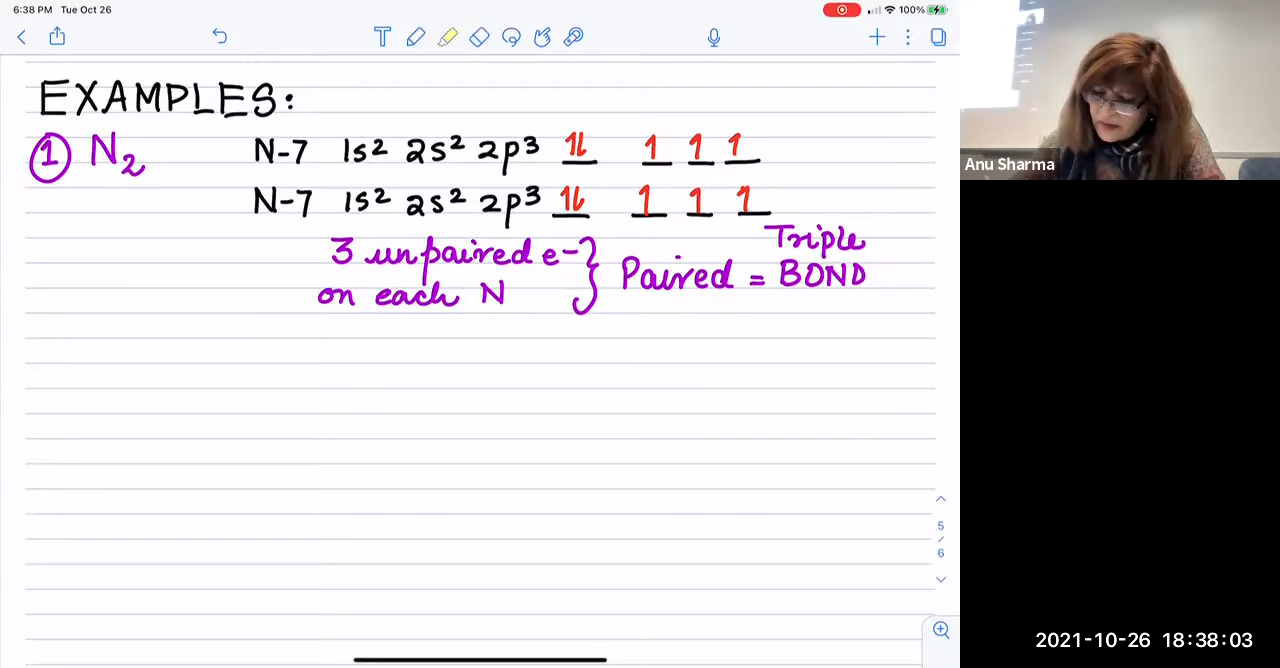 6:38 PM Tue Oct 26
100%
EXAMPLES:
① N₂ N-7 1s² 2s² 2p³ 1l 1 1 1
N-7 1s² 2s² 2p³ 1l 1 1 1
3 unpaired e- } Paired = Triple BOND
on each N
5
/
6
Anu Sharma
2021-10-26 18:38:03